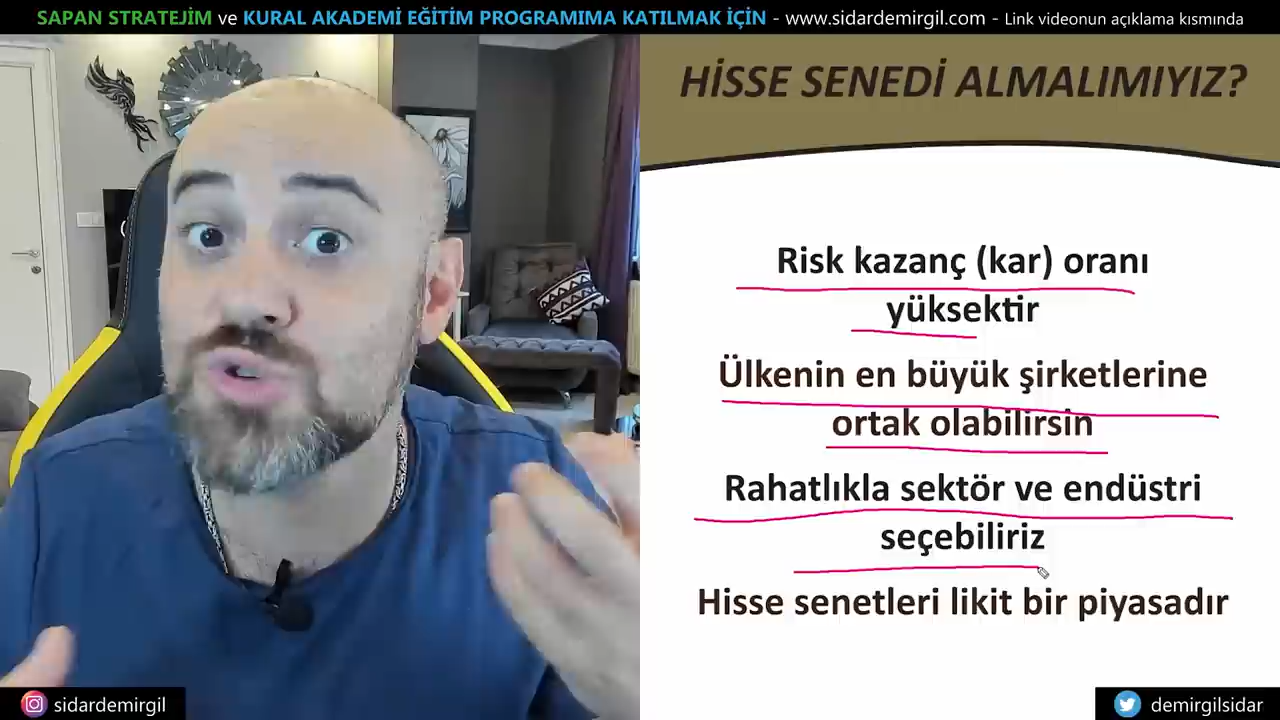 SAPAN STRATEJİM ve KURAL AKADEMİ EĞİTİM PROGRAMIMA KATILMAK İÇİN - www.sidardemirgil.com - Link videonun açıklama kısmında
HİSSE SENEDİ ALMALIMIYIZ?
Risk kazanç (kar) oranı
yüksektir
Ülkenin en büyük şirketlerine
ortak olabilirsin
Rahatlıkla sektör ve endüstri
seçebiliriz
Hisse senetleri likit bir piyasadır
sidardemirgil
demirgilsidar